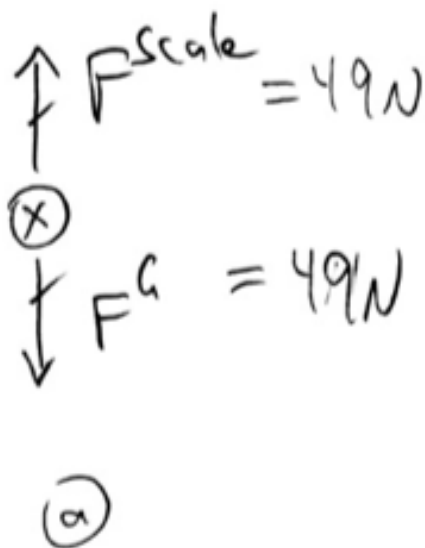 F^Scale = 49N
X
F^G = 49N
a